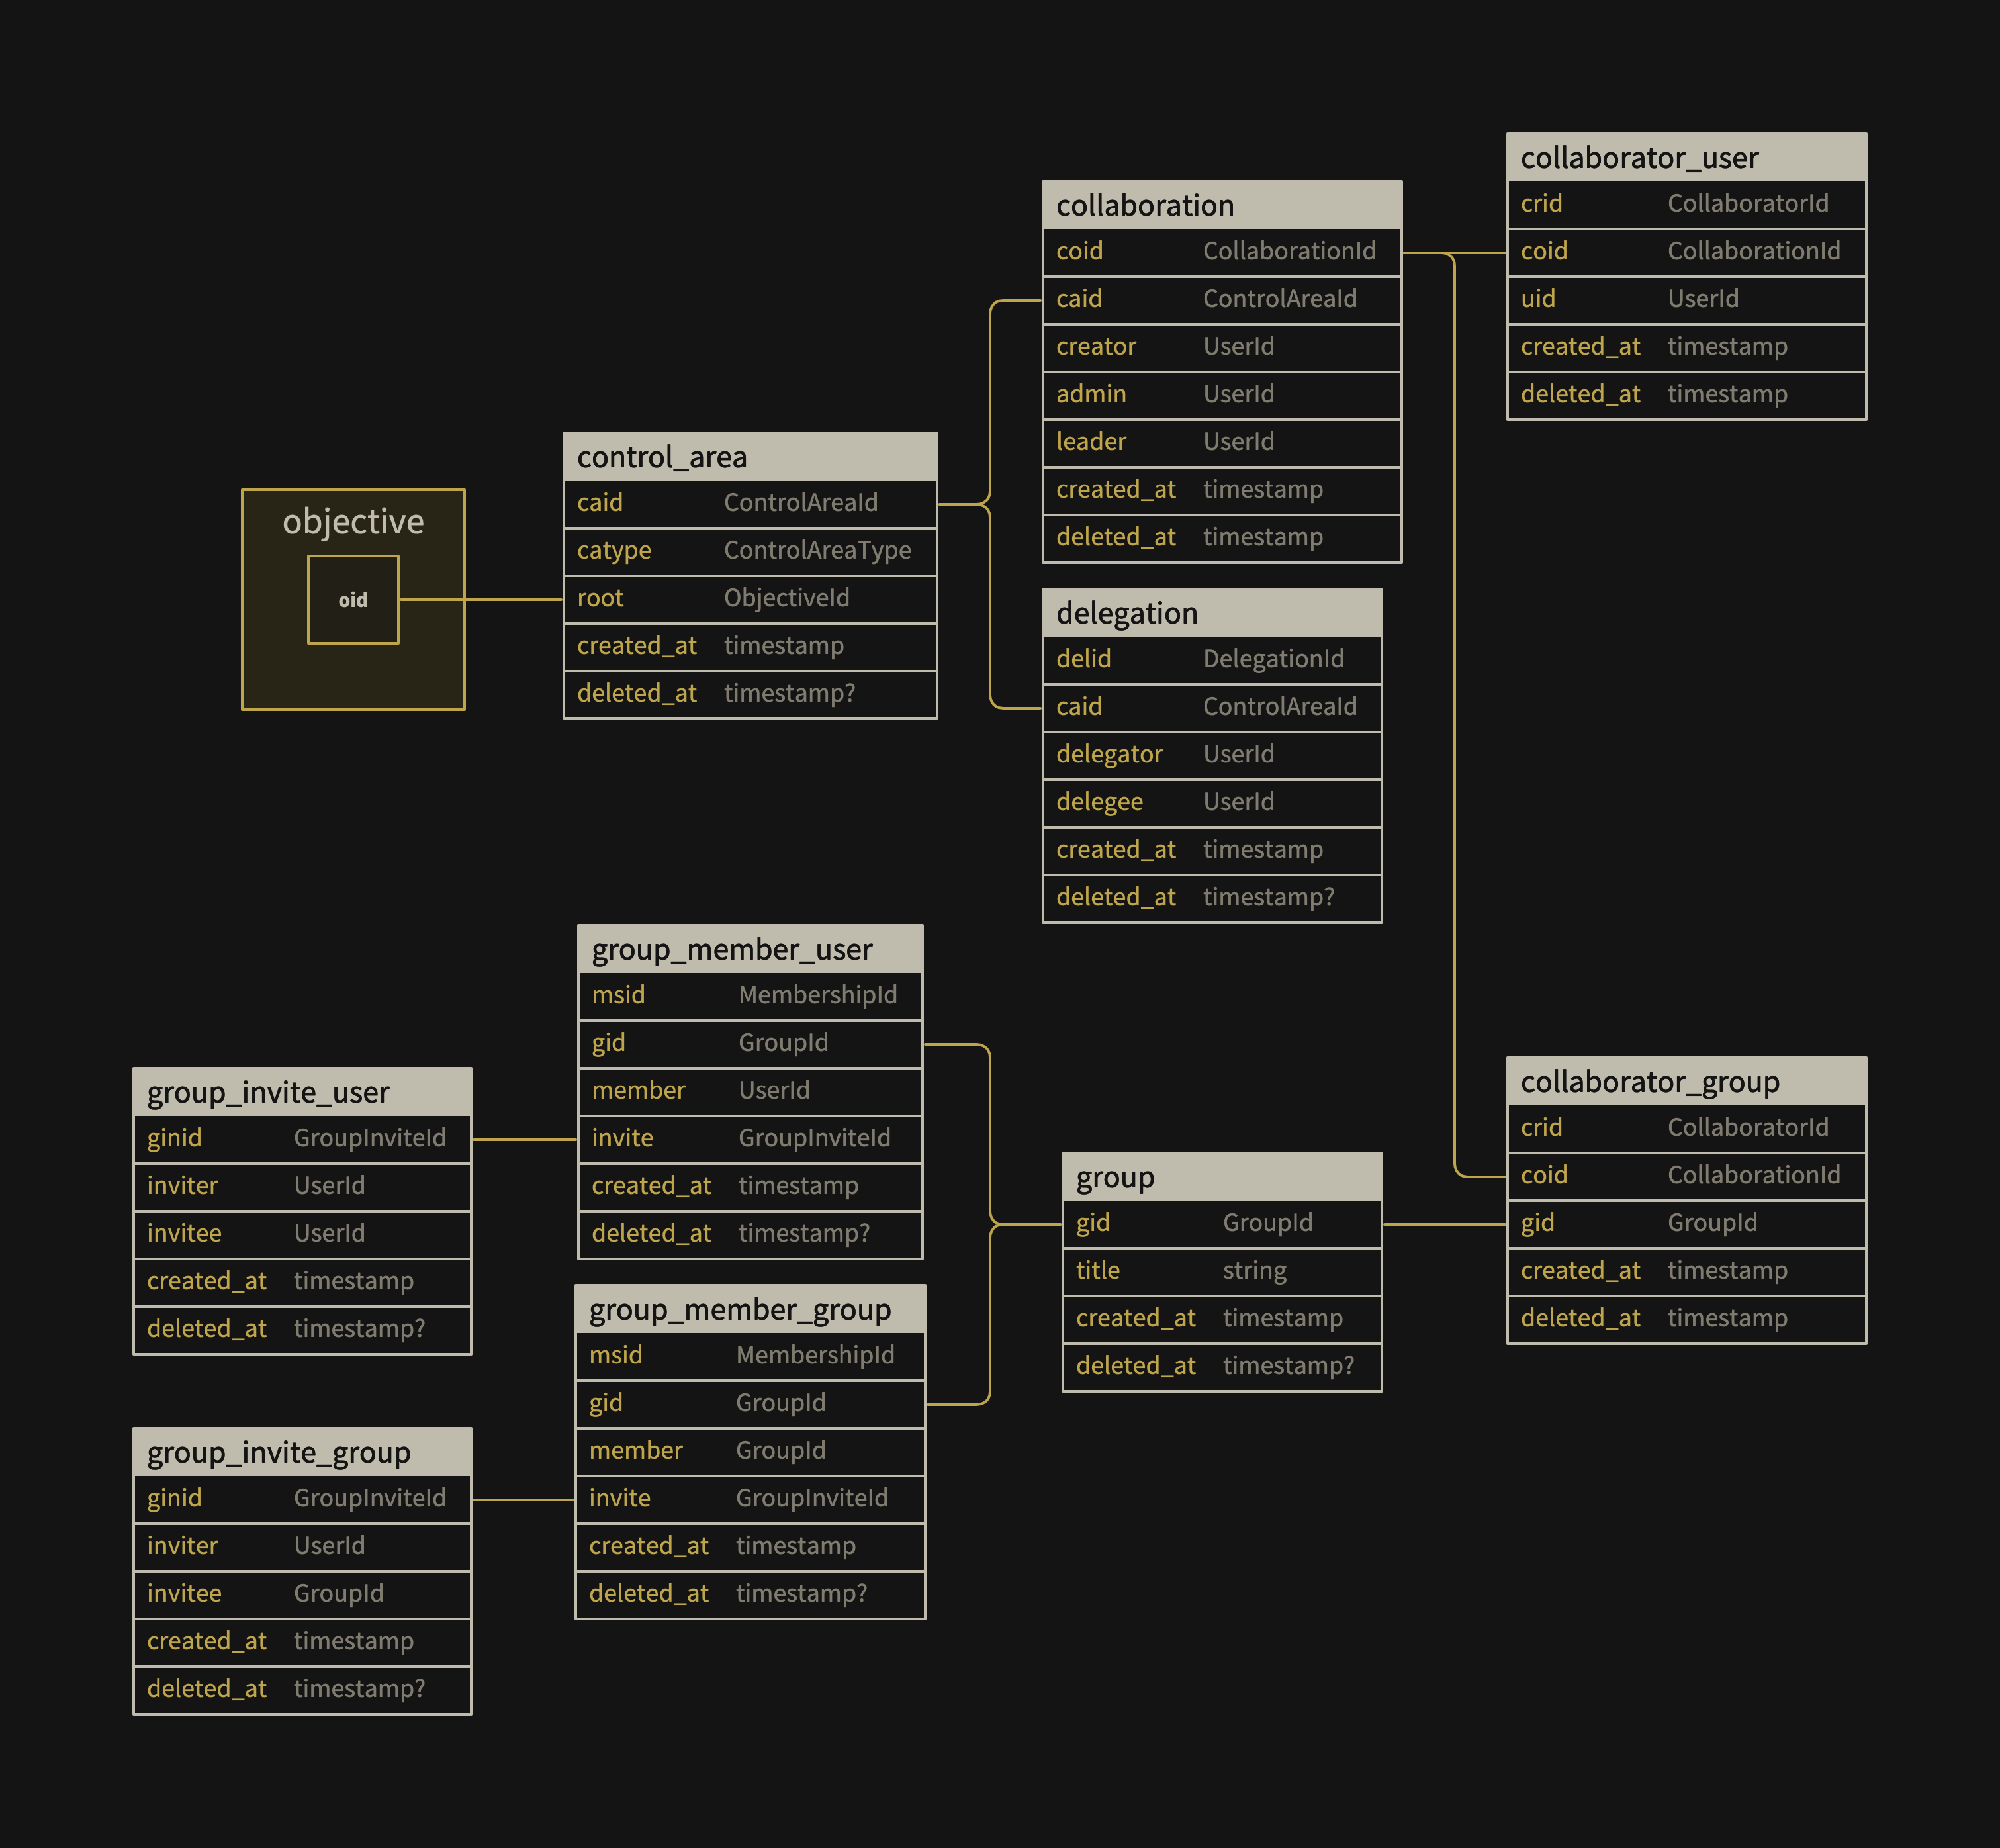 collaborator_user
crid CollaboratorId
coid CollaborationId
uid UserId
created_at timestamp
deleted_at timestamp
collaboration
coid CollaborationId
caid ControlAreaId
creator UserId
admin UserId
leader UserId
created_at timestamp
deleted_at timestamp
control_area
caid ControlAreaId
catype ControlAreaType
root ObjectiveId
created_at timestamp
deleted_at timestamp?
objective
oid
delegation
delid DelegationId
caid ControlAreaId
delegator UserId
delegee UserId
created_at timestamp
deleted_at timestamp?
group_member_user
msid MembershipId
gid GroupId
member UserId
invite GroupInviteId
created_at timestamp
deleted_at timestamp?
group_invite_user
ginid GroupInviteId
inviter UserId
invitee UserId
created_at timestamp
deleted_at timestamp?
collaborator_group
crid CollaboratorId
coid CollaborationId
gid GroupId
created_at timestamp
deleted_at timestamp
group
gid GroupId
title string
created_at timestamp
deleted_at timestamp?
group_member_group
msid MembershipId
gid GroupId
member GroupId
invite GroupInviteId
created_at timestamp
deleted_at timestamp?
group_invite_group
ginid GroupInviteId
inviter UserId
invitee GroupId
created_at timestamp
deleted_at timestamp?